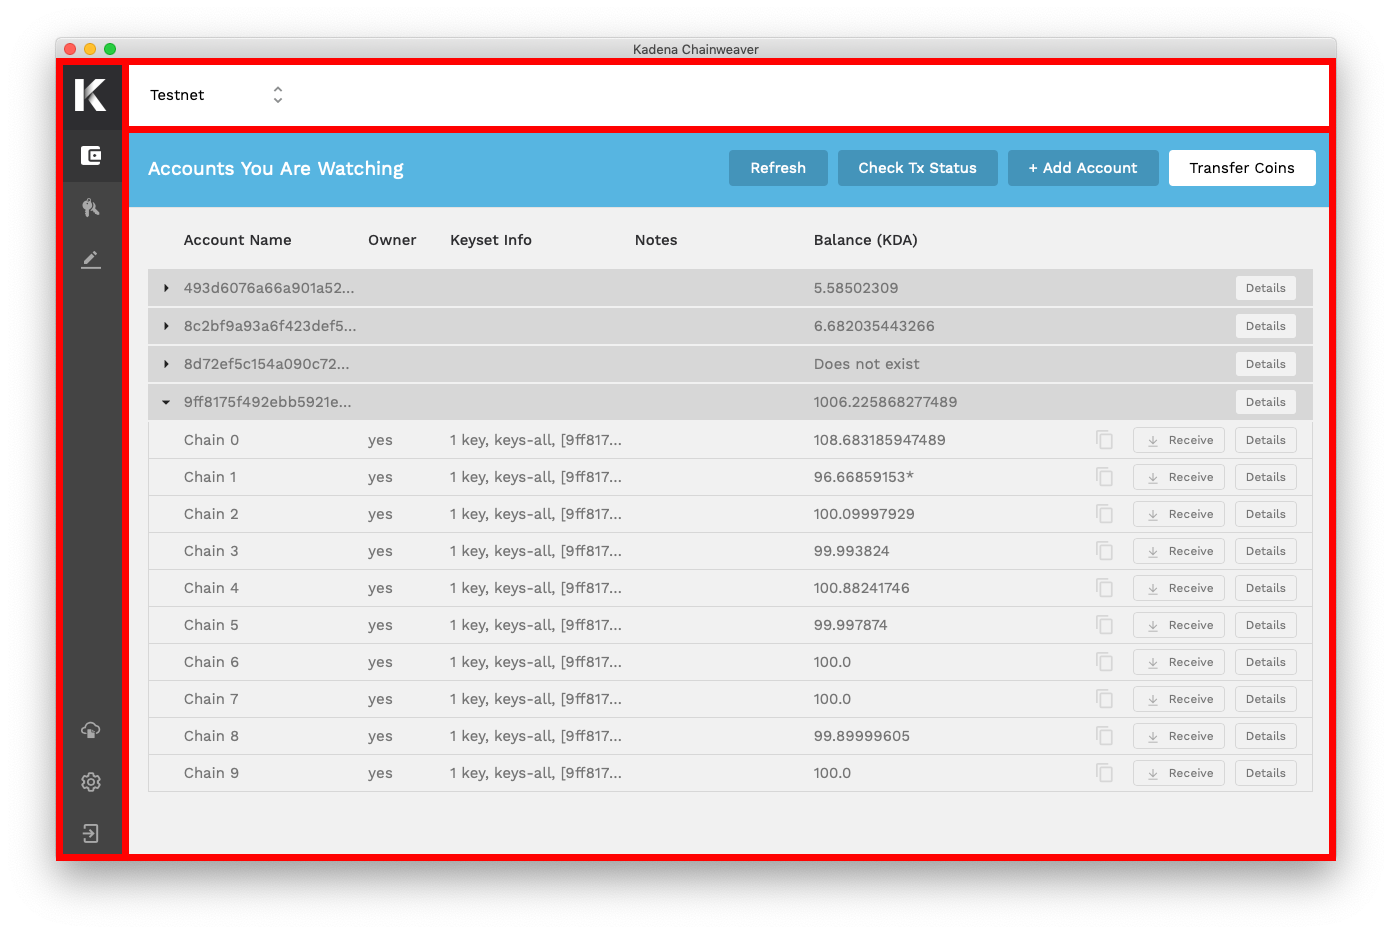 Kadena Chainweaver
K
Testnet
Accounts You Are Watching Refresh Check Tx Status + Add Account Transfer Coins
Account Name Owner Keyset Info Notes Balance (KDA)
493d6076a66a901a52... 5.58502309 Details
8c2bf9a93a6f423def5... 6.682035443266 Details
8d72ef5c154a090c72... Does not exist Details
9ff8175f492ebb5921e... 1006.225868277489 Details
Chain 0 yes 1 key, keys-all, [9ff817... 108.683185947489 Receive Details
Chain 1 yes 1 key, keys-all, [9ff817... 96.66859153* Receive Details
Chain 2 yes 1 key, keys-all, [9ff817... 100.09997929 Receive Details
Chain 3 yes 1 key, keys-all, [9ff817... 99.993824 Receive Details
Chain 4 yes 1 key, keys-all, [9ff817... 100.88241746 Receive Details
Chain 5 yes 1 key, keys-all, [9ff817... 99.997874 Receive Details
Chain 6 yes 1 key, keys-all, [9ff817... 100.0 Receive Details
Chain 7 yes 1 key, keys-all, [9ff817... 100.0 Receive Details
Chain 8 yes 1 key, keys-all, [9ff817... 99.89999605 Receive Details
Chain 9 yes 1 key, keys-all, [9ff817... 100.0 Receive Details